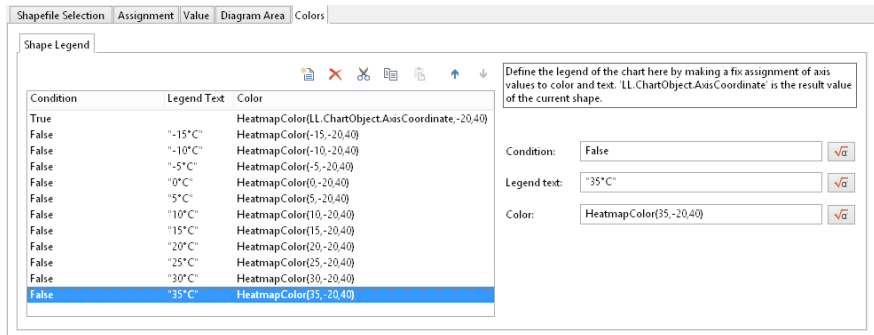 Shapefile Selection Assignment Value Diagram Area Colors
Shape Legend
Define the legend of the chart here by making a fix assignment of axis
values to color and text. 'LL.ChartObject.AxisCoordinate' is the result value
of the current shape.
Condition Legend Text Color
True HeatmapColor(LL.ChartObject.AxisCoordinate,-20,40)
False "-15°C" HeatmapColor(-15,-20,40)
False "-10°C" HeatmapColor(-10,-20,40)
False "-5°C" HeatmapColor(-5,-20,40)
False "0°C" HeatmapColor(0,-20,40)
False "5°C" HeatmapColor(5,-20,40)
False "10°C" HeatmapColor(10,-20,40)
False "15°C" HeatmapColor(15,-20,40)
False "20°C" HeatmapColor(20,-20,40)
False "25°C" HeatmapColor(25,-20,40)
False "30°C" HeatmapColor(30,-20,40)
False "35°C" HeatmapColor(35,-20,40)
Condition: False √α
Legend text: "35°C" √α
Color: HeatmapColor(35,-20,40) √α